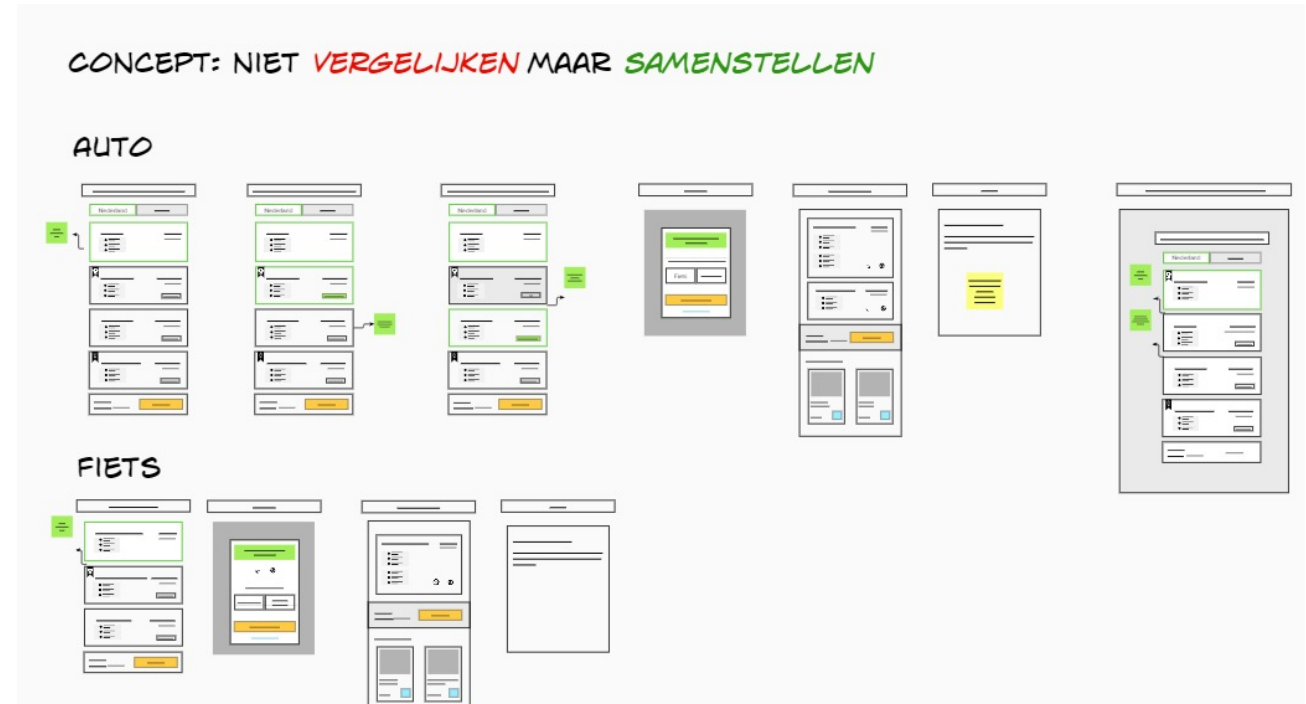 CONCEPT: NIET VERGELIJKEN MAAR SAMENSTELLEN
AUTO
Nederland
Nederland
Nederland
Fiets
Nederland
FIETS